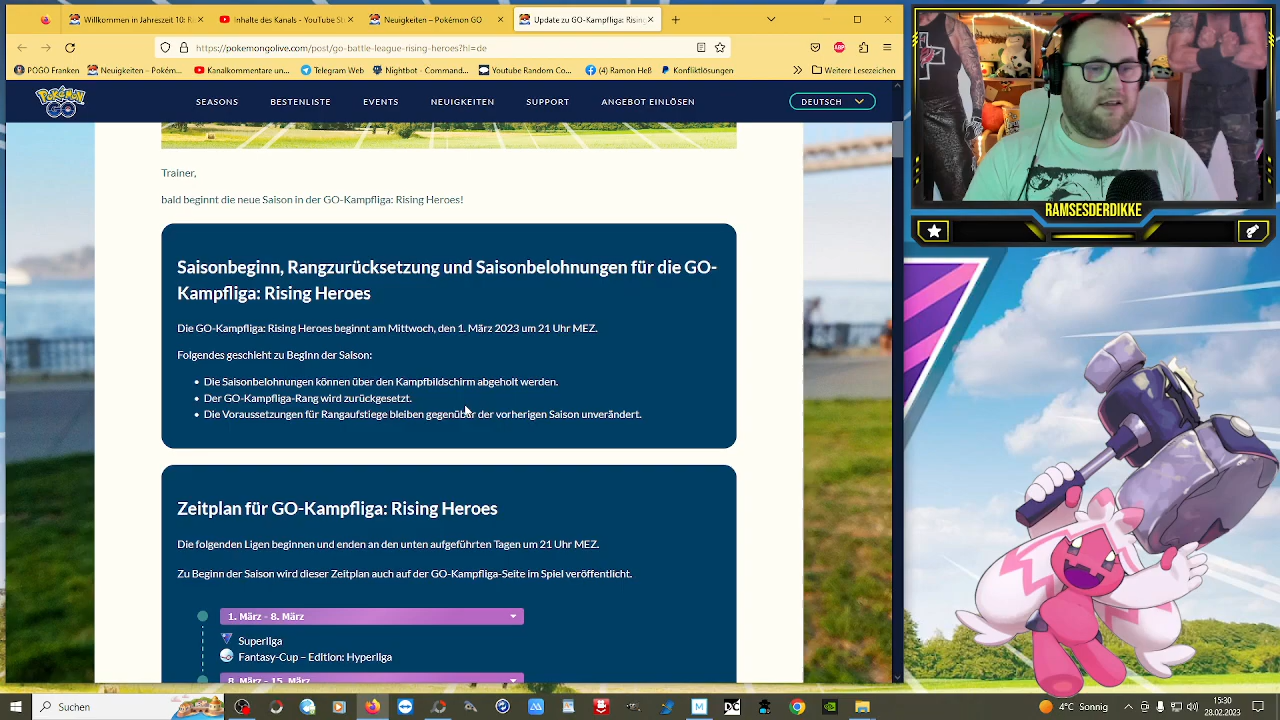 Willkommen in Jahreszeit 10: R
Inhalte des Kanals - YouTube S
Neuigkeiten – Pokémon GO
Update zu GO-Kampfliga: Rising
https://pokemongolive.com/post/go-battle-league-rising-heroes?hl=de
POGO Franken
Neuigkeiten – Pokém...
Kanalkommentare un...
Telegram Web
Nightbot - Command...
YouTube Random Co...
(4) Ramon Heß
Konfliktlösungen
Weitere Lesezeichen
Pokémon GO
SEASONS
BESTENLISTE
EVENTS
NEUIGKEITEN
SUPPORT
ANGEBOT EINLÖSEN
DEUTSCH
Trainer,
bald beginnt die neue Saison in der GO-Kampfliga: Rising Heroes!
Saisonbeginn, Rangzurücksetzung und Saisonbelohnungen für die GO-
Kampfliga: Rising Heroes
Die GO-Kampfliga: Rising Heroes beginnt am Mittwoch, den 1. März 2023 um 21 Uhr MEZ.
Folgendes geschieht zu Beginn der Saison:
• Die Saisonbelohnungen können über den Kampfbildschirm abgeholt werden.
• Der GO-Kampfliga-Rang wird zurückgesetzt.
• Die Voraussetzungen für Rangaufstiege bleiben gegenüber der vorherigen Saison unverändert.
Zeitplan für GO-Kampfliga: Rising Heroes
Die folgenden Ligen beginnen und enden an den unten aufgeführten Tagen um 21 Uhr MEZ.
Zu Beginn der Saison wird dieser Zeitplan auch auf der GO-Kampfliga-Seite im Spiel veröffentlicht.
1. März – 8. März
Superliga
Fantasy-Cup – Edition: Hyperliga
8. März – 15. März
RAMSESDERDIKKE
Suchen
4°C Sonnig
15:30
28.02.2023